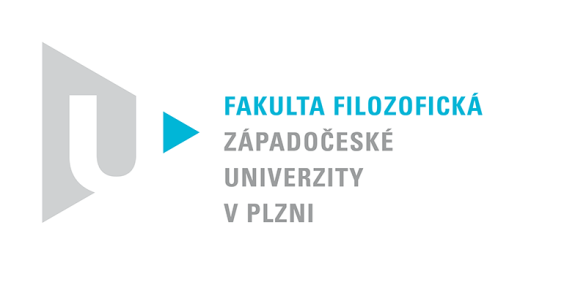 FAKULTA FILOZOFICKÁ
ZÁPADOČESKÉ
UNIVERZITY
V PLZNI